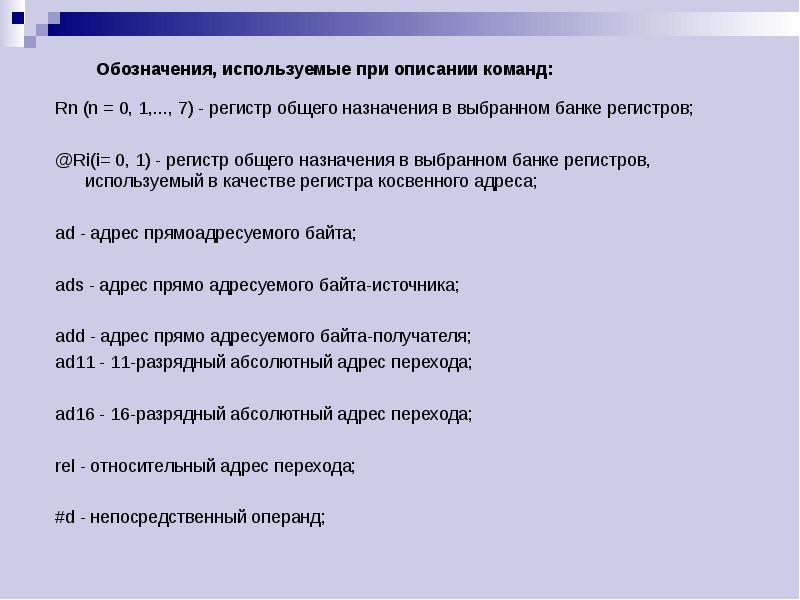 Обозначения, используемые при описании команд:
Rn (n = 0, 1,..., 7) - регистр общего назначения в выбранном банке регистров;
@Ri(i= 0, 1) - регистр общего назначения в выбранном банке регистров,
используемый в качестве регистра косвенного адреса;
ad - адрес прямоадресуемого байта;
ads - адрес прямо адресуемого байта-источника;
add - адрес прямо адресуемого байта-получателя;
ad11 - 11-разрядный абсолютный адрес перехода;
ad16 - 16-разрядный абсолютный адрес перехода;
rel - относительный адрес перехода;
#d - непосредственный операнд;